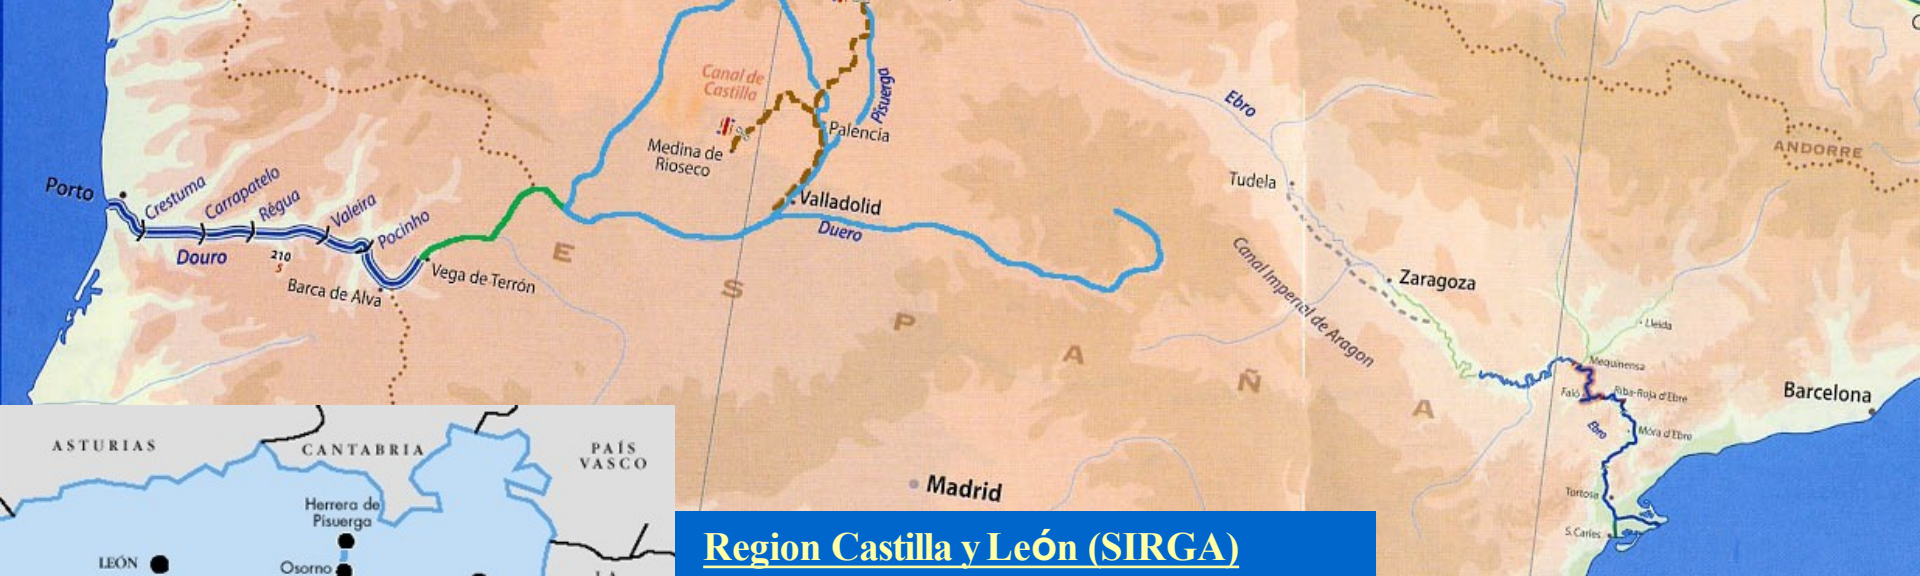 Canal de
Castilla
Pisuerga
Palencia
Medina de
Rioseco
Valladolid
Duero
Porto
Crestuma
Carrapatelo
Régua
Valeira
Pocinho
Douro
210
5
Barca de Alva
Vega de Terrón
E S P A Ñ A
Ebro
Tudela
ANDORRE
Canal Imperial de Aragon
Zaragoza
Lleida
Mequinensa
Faió
Riba-Roja d'Ebre
Barcelona
Ebro
Móra d'Ebre
Tortosa
S. Carles
Madrid
ASTURIAS
CANTABRIA
PAÍS
VASCO
Herrera de
Pisuerga
LEÓN
Osorno
Region Castilla y León (SIRGA)